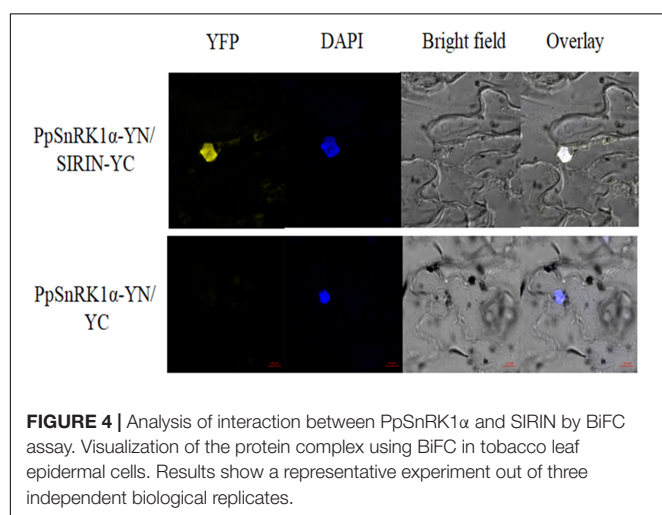 YFP DAPI Bright field Overlay
PpSnRK1α-YN/
SIRIN-YC
PpSnRK1α-YN/
YC
FIGURE 4 | Analysis of interaction between PpSnRK1α and SIRIN by BiFC
assay. Visualization of the protein complex using BiFC in tobacco leaf
epidermal cells. Results show a representative experiment out of three
independent biological replicates.